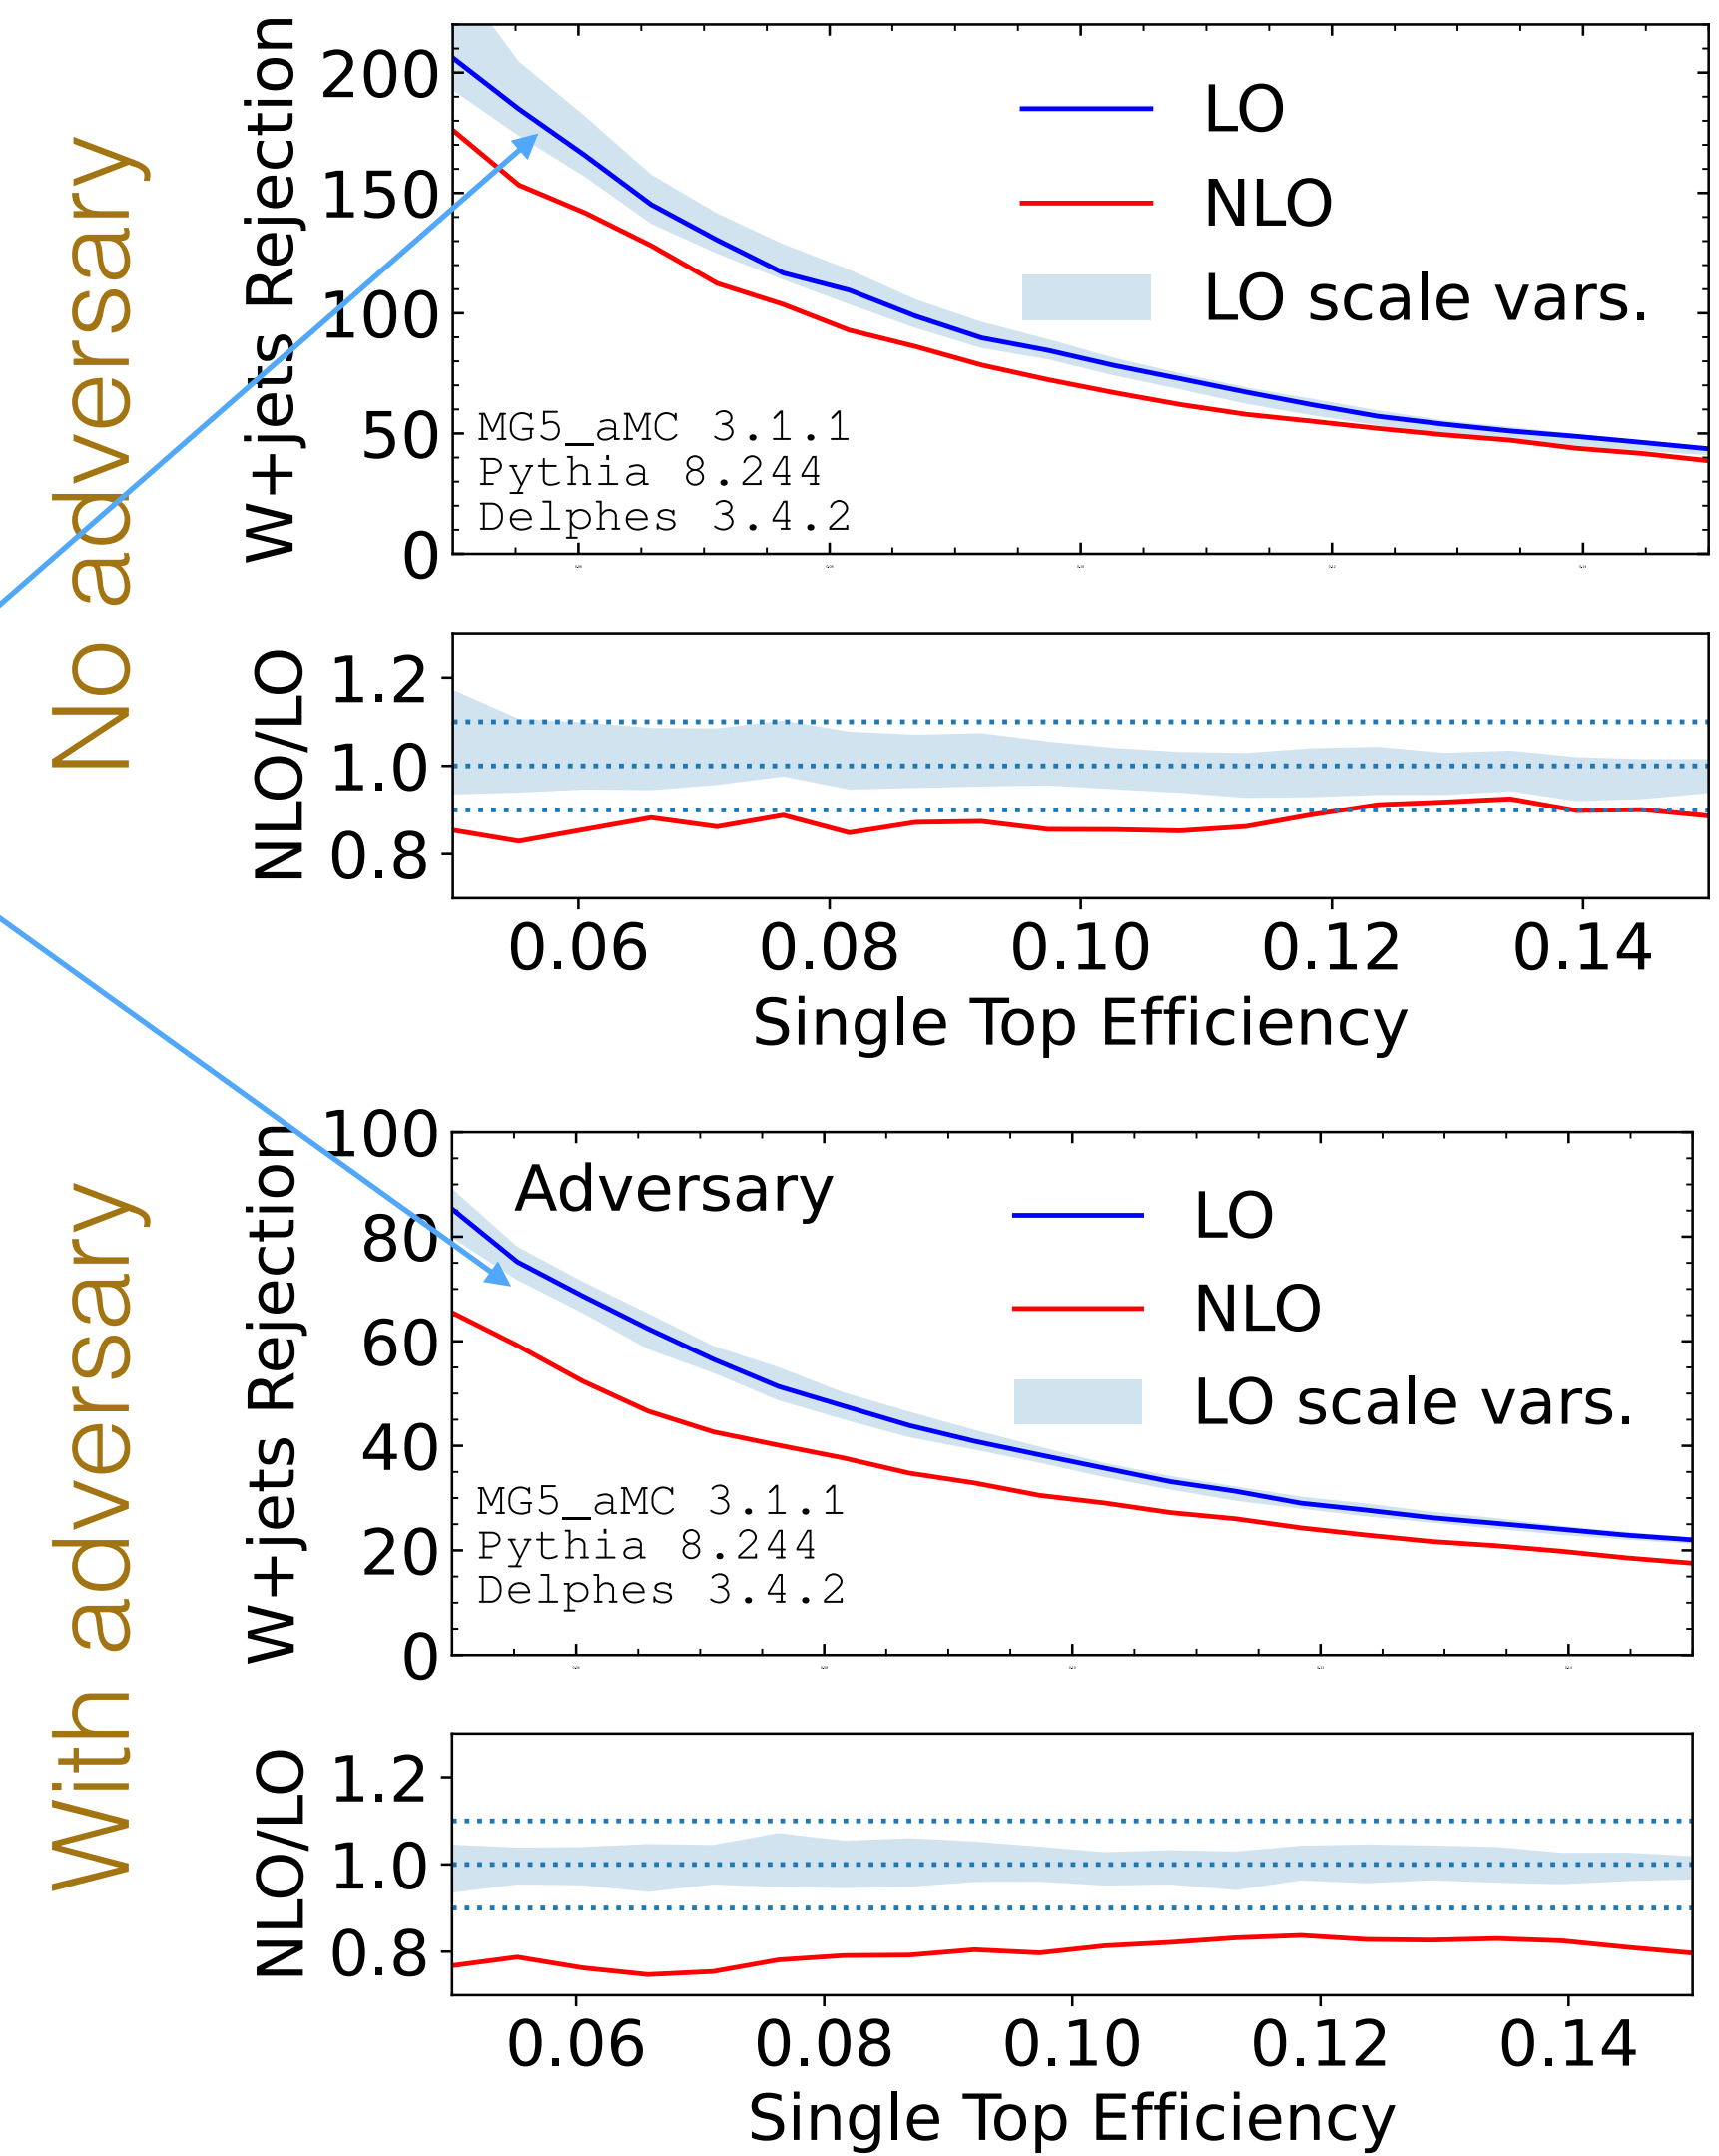 No adversary
W+jets Rejection
200
150
100
50
0
LO
NLO
LO scale vars.
MG5_aMC 3.1.1
Pythia 8.244
Delphes 3.4.2
NLO/LO
1.2
1.0
0.8
0.06 0.08 0.10 0.12 0.14
Single Top Efficiency
With adversary
W+jets Rejection
100
80
60
40
20
0
Adversary
LO
NLO
LO scale vars.
MG5_aMC 3.1.1
Pythia 8.244
Delphes 3.4.2
NLO/LO
1.2
1.0
0.8
0.06 0.08 0.10 0.12 0.14
Single Top Efficiency